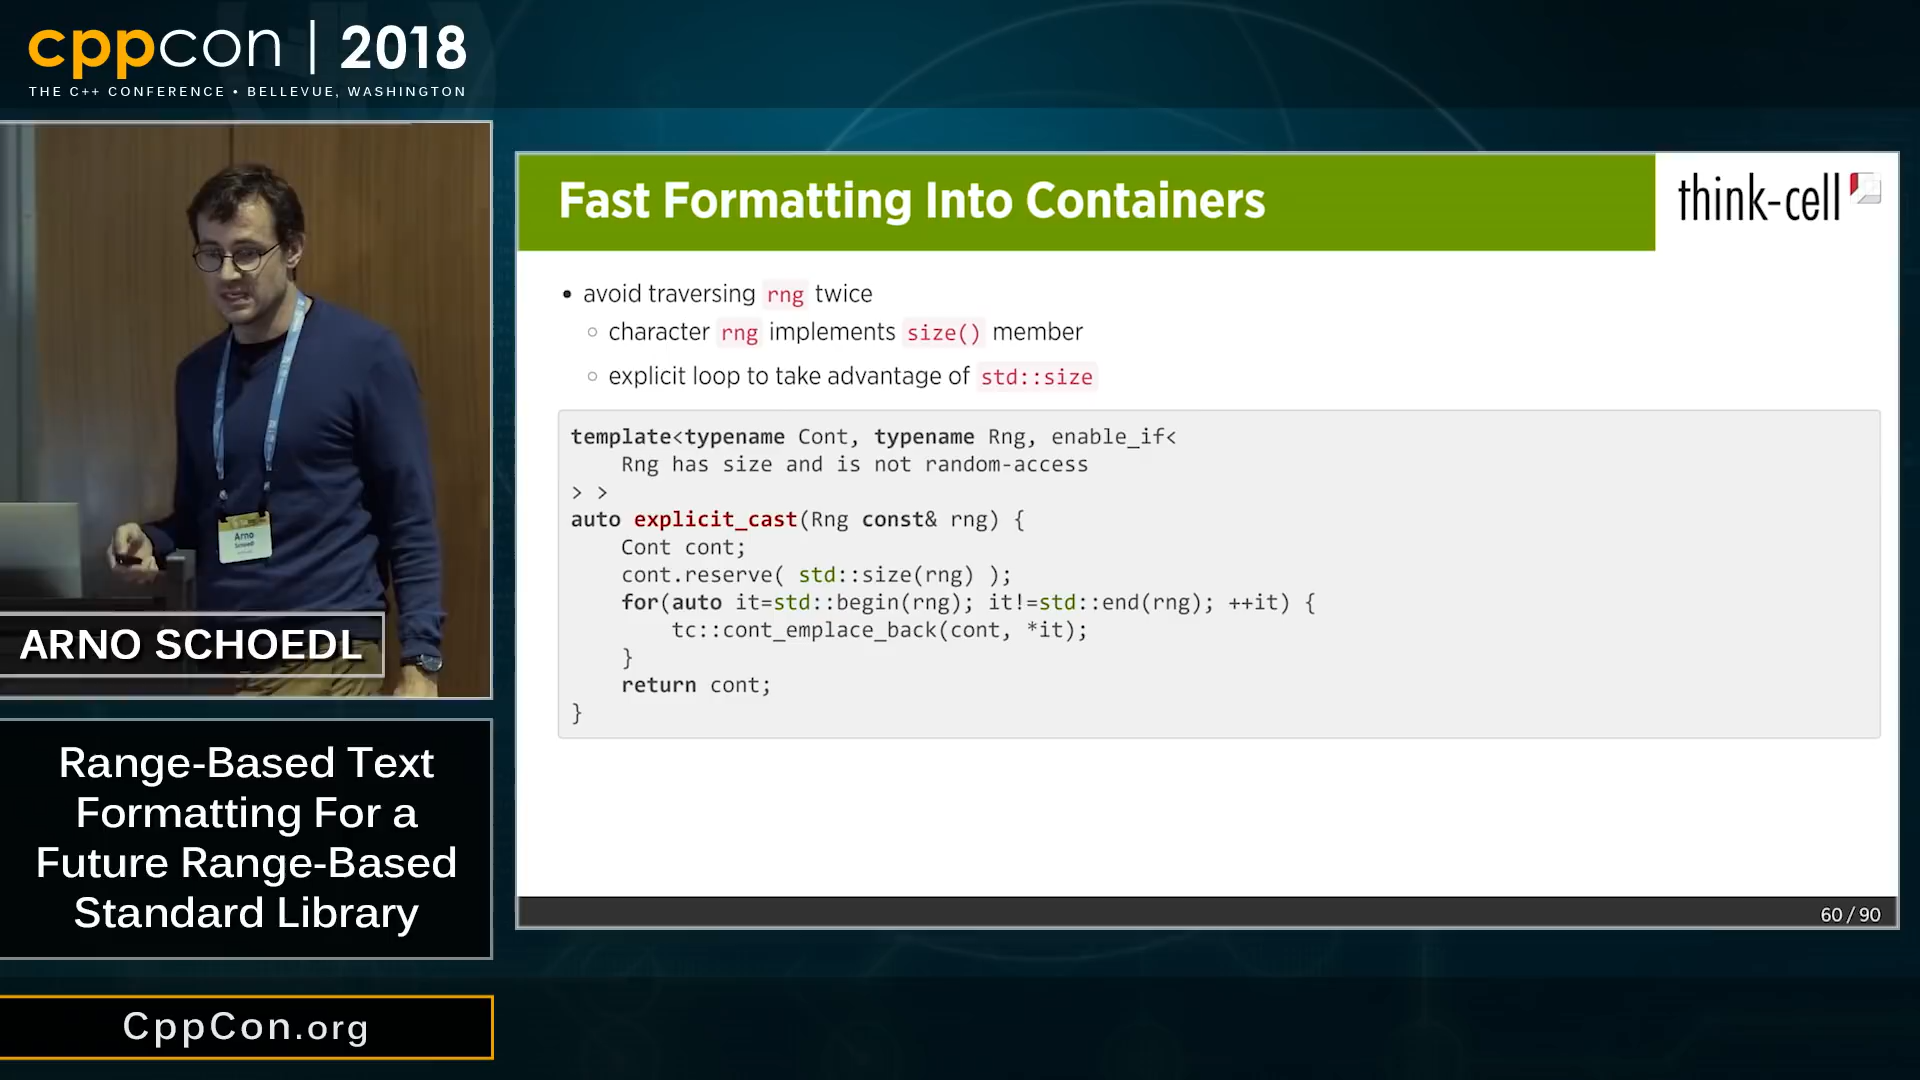 cppcon | 2018
THE C++ CONFERENCE • BELLEVUE, WASHINGTON
Arno
Schoedl
ARNO SCHOEDL
Range-Based Text
Formatting For a
Future Range-Based
Standard Library
CppCon.org
Fast Formatting Into Containers
think-cell
• avoid traversing rng twice
○ character rng implements size() member
○ explicit loop to take advantage of std::size
template<typename Cont, typename Rng, enable_if<
    Rng has size and is not random-access
> >
auto explicit_cast(Rng const& rng) {
    Cont cont;
    cont.reserve( std::size(rng) );
    for(auto it=std::begin(rng); it!=std::end(rng); ++it) {
        tc::cont_emplace_back(cont, *it);
    }
    return cont;
}
60 / 90